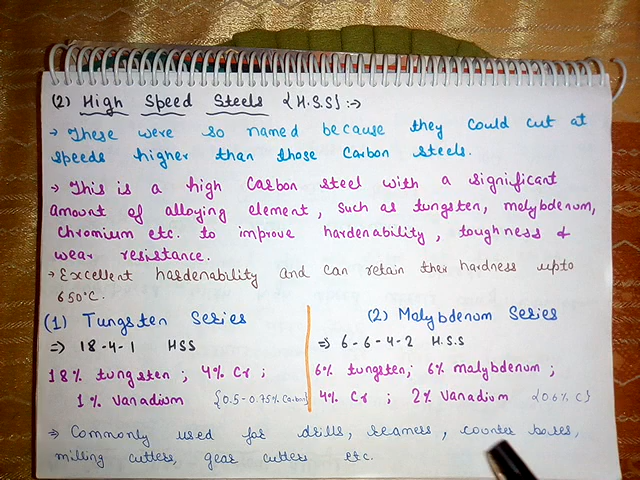 (2) High Speed Steels {H.S.S} :→
→ These were so named because they could cut at
speeds higher than those Carbon steels.
→ This is a high Carbon steel with a significant
amount of alloying element, such as tungsten, molybdenum,
chromium etc. to improve hardenability, toughness &
wear resistance.
→ Excellent hardenability and can retain their hardness upto
650°C.
(1) Tungsten Series
⇒ 18-4-1 HSS
18% tungsten ; 4% Cr ;
1% Vanadium {0.5-0.75% Carbon}
(2) Molybdenum Series
⇒ 6-6-4-2 H.S.S
6% tungsten; 6% molybdenum ;
4% Cr ; 2% Vanadium {0.6% C}
⇒ Commonly used for drills, reamers, counter bores,
milling cutters, gear cutters etc.